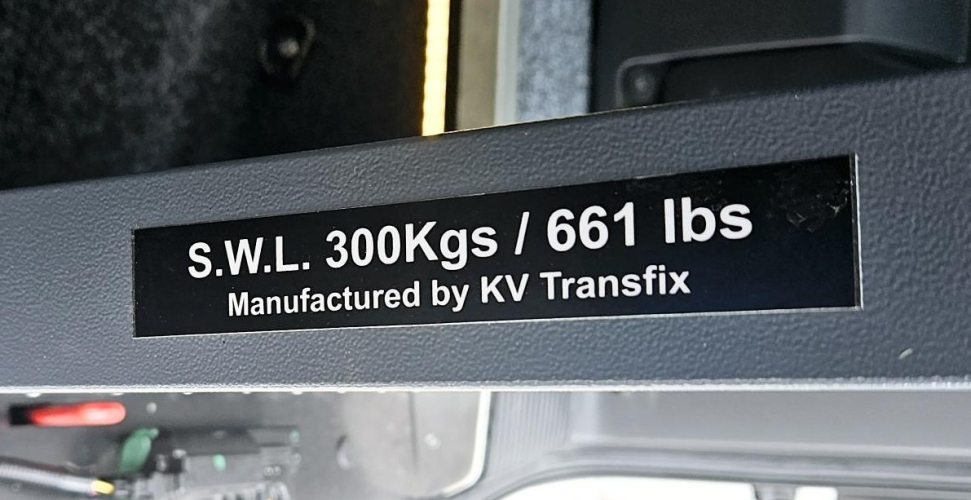 S.W.L. 300Kgs / 661 lbs
Manufactured by KV Transfix